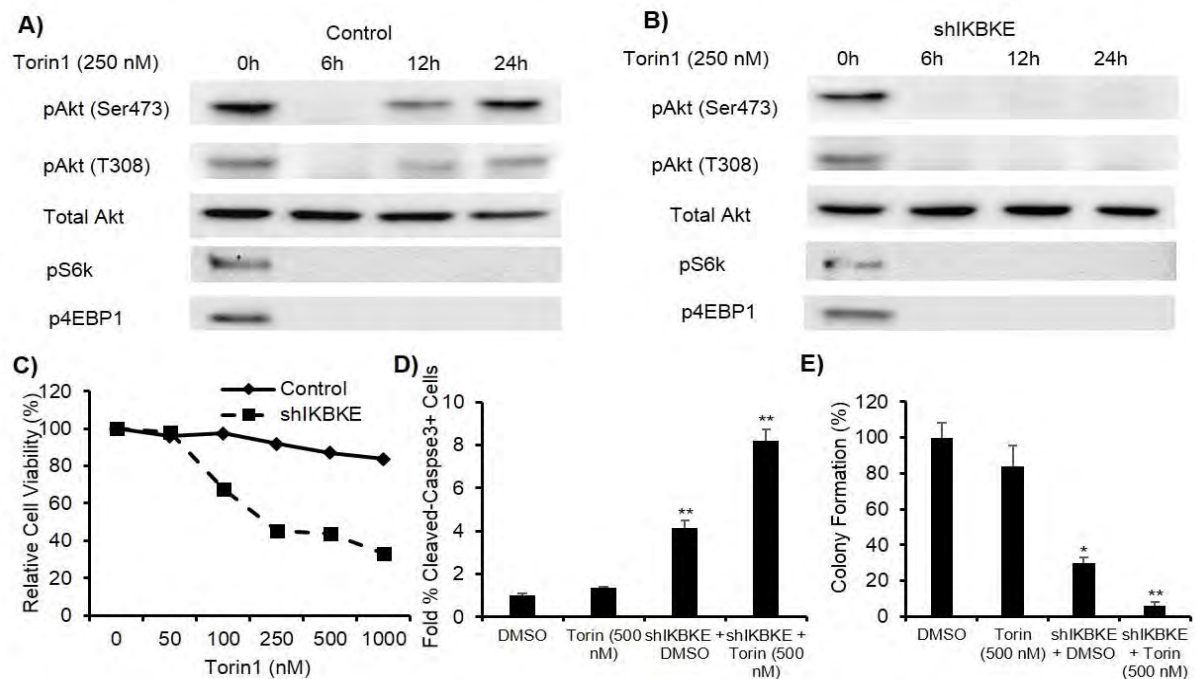 A)
Control
Torin1 (250 nM) 0h 6h 12h 24h
pAkt (Ser473)
pAkt (T308)
Total Akt
pS6k
p4EBP1
B)
shIKBKE
Torin1 (250 nM) 0h 6h 12h 24h
pAkt (Ser473)
pAkt (T308)
Total Akt
pS6k
p4EBP1
C)
Control
shIKBKE
Relative Cell Viability (%)
120
100
80
60
40
20
0
0 50 100 250 500 1000
Torin1 (nM)
D)
Fold % Cleaved-Caspse3+ Cells
10
8
6
4
2
0
**
**
DMSO Torin (500 shIKBKE + shIKBKE +
nM) DMSO Torin (500
nM)
E)
Colony Formation (%)
120
100
80
60
40
20
0
*
**
DMSO Torin shIKBKE shIKBKE
(500 nM) + DMSO + Torin
(500 nM)